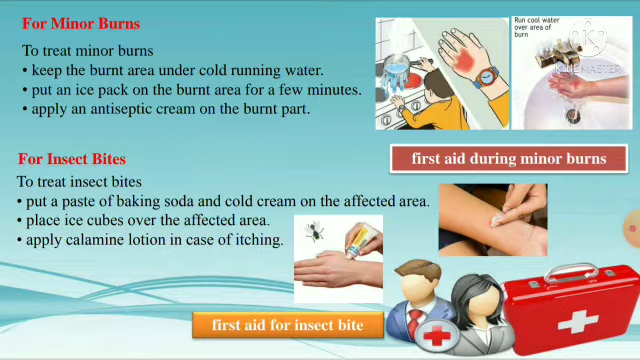 For Minor Burns
To treat minor burns
• keep the burnt area under cold running water.
• put an ice pack on the burnt area for a few minutes.
• apply an antiseptic cream on the burnt part.
Run cool water
over area of
burn
KINEMASTER
first aid during minor burns
For Insect Bites
To treat insect bites
• put a paste of baking soda and cold cream on the affected area.
• place ice cubes over the affected area.
• apply calamine lotion in case of itching.
first aid for insect bite